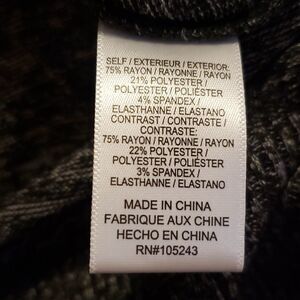 SELF / EXTERIEUR / EXTERIOR:
75% RAYON / RAYONNE / RAYON
21% POLYESTER /
POLYESTER / POLIÉSTER
4% SPANDEX /
ELASTHANNE / ELASTANO
CONTRAST / CONTRASTE /
CONTRASTE:
75% RAYON / RAYONNE / RAYON
22% POLYESTER /
POLYESTER / POLIÉSTER
3% SPANDEX /
ELASTHANNE / ELASTANO
MADE IN CHINA
FABRIQUE AUX CHINE
HECHO EN CHINA
RN#105243